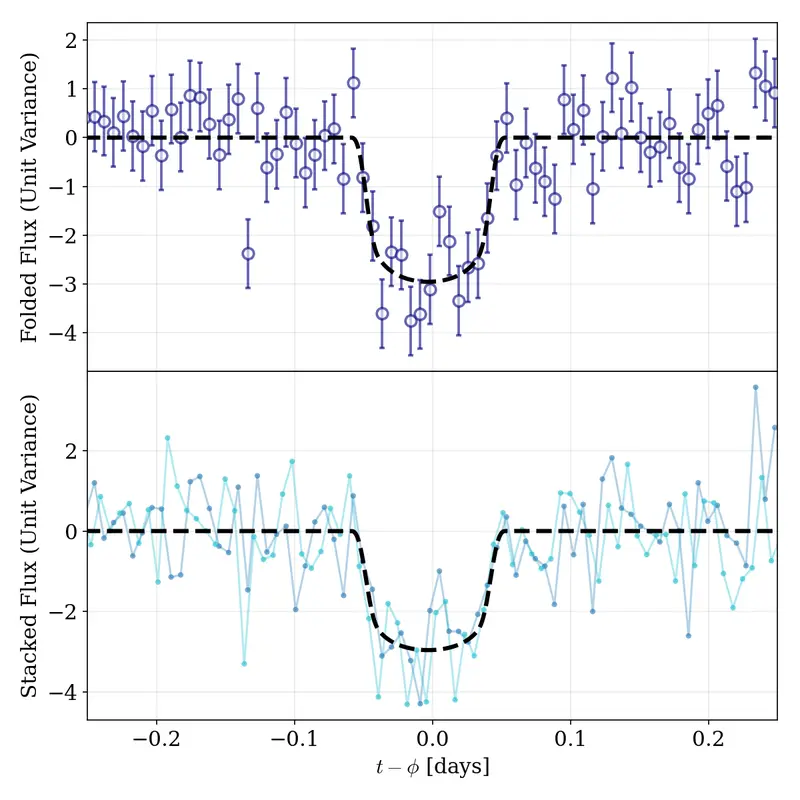 2
1
0
−1
−2
−3
−4
Folded Flux (Unit Variance)
2
0
−2
−4
Stacked Flux (Unit Variance)
−0.2 −0.1 0.0 0.1 0.2
t − ϕ [days]